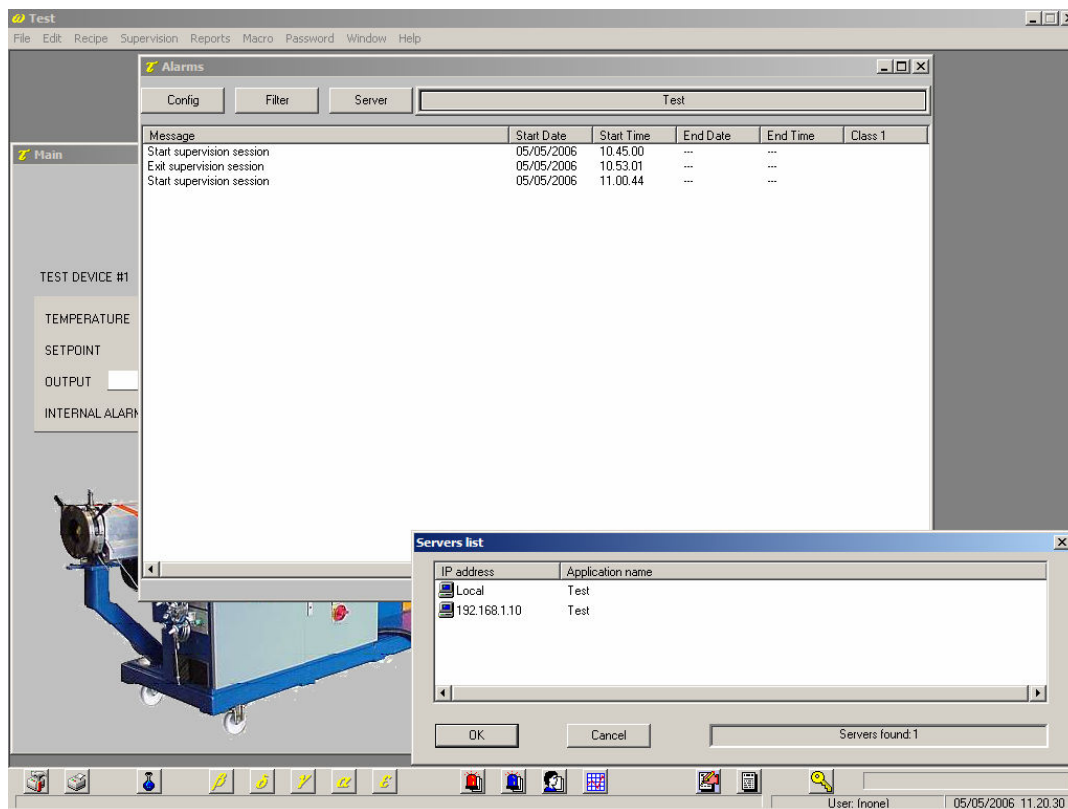 Test
File Edit Recipe Supervision Reports Macro Password Window Help
Alarms
Config Filter Server Test
Message Start Date Start Time End Date End Time Class 1
Start supervision session 05/05/2006 10.45.00 --- ---
Exit supervision session 05/05/2006 10.53.01 --- ---
Start supervision session 05/05/2006 11.00.44 --- ---
Main
TEST DEVICE #1
TEMPERATURE
SETPOINT
OUTPUT
INTERNAL ALARM
Servers list
IP address Application name
Local Test
192.168.1.10 Test
OK Cancel Servers found:1
β δ γ α ε
User: (none) 05/05/2006 11.20.30